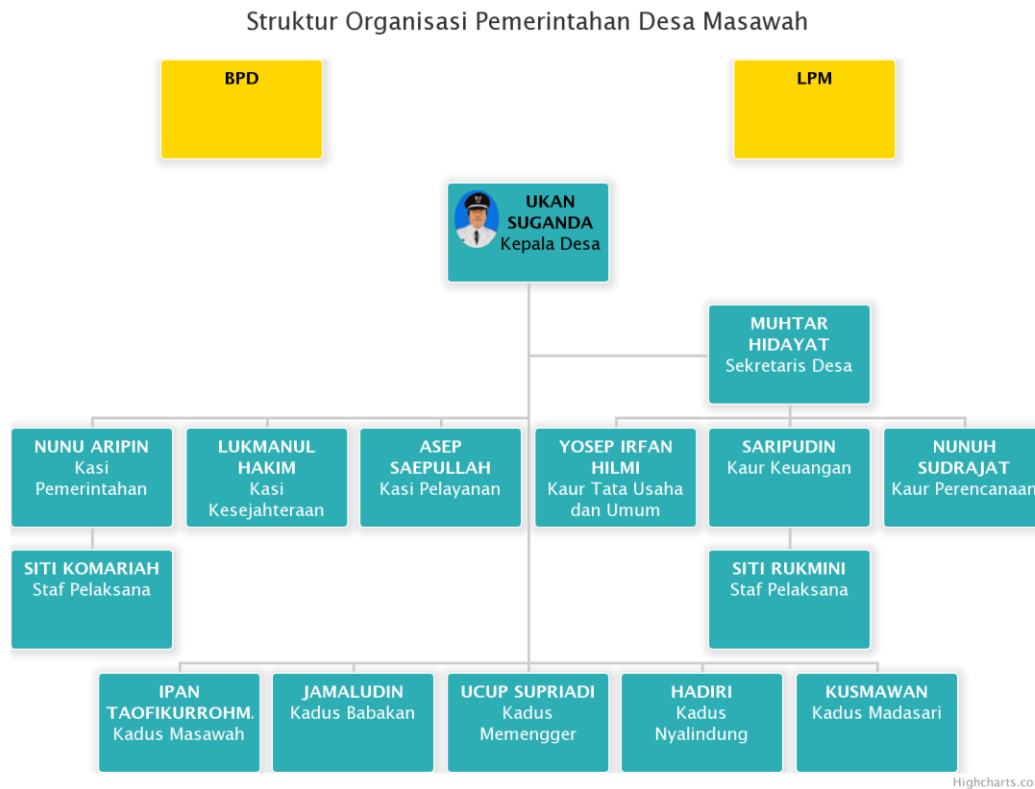 Struktur Organisasi Pemerintahan Desa Masawah
BPD
LPM
UKAN
SUGANDA
Kepala Desa
MUHTAR
HIDAYAT
Sekretaris Desa
NUNU ARIPIN
Kasi
Pemerintahan
LUKMANUL
HAKIM
Kasi
Kesejahteraan
ASEP
SAEPULLAH
Kasi Pelayanan
YOSEP IRFAN
HILMI
Kaur Tata Usaha
dan Umum
SARIPUDIN
Kaur Keuangan
NUNUH
SUDRAJAT
Kaur Perencanaan
SITI KOMARIAH
Staf Pelaksana
SITI RUKMINI
Staf Pelaksana
IPAN
TAOFIKURROHM
Kadus Masawah
JAMALUDIN
Kadus Babakan
UCUP SUPRIADI
Kadus
Memengger
HADIRI
Kadus
Nyalindung
KUSMAWAN
Kadus Madasari
Highcharts.co